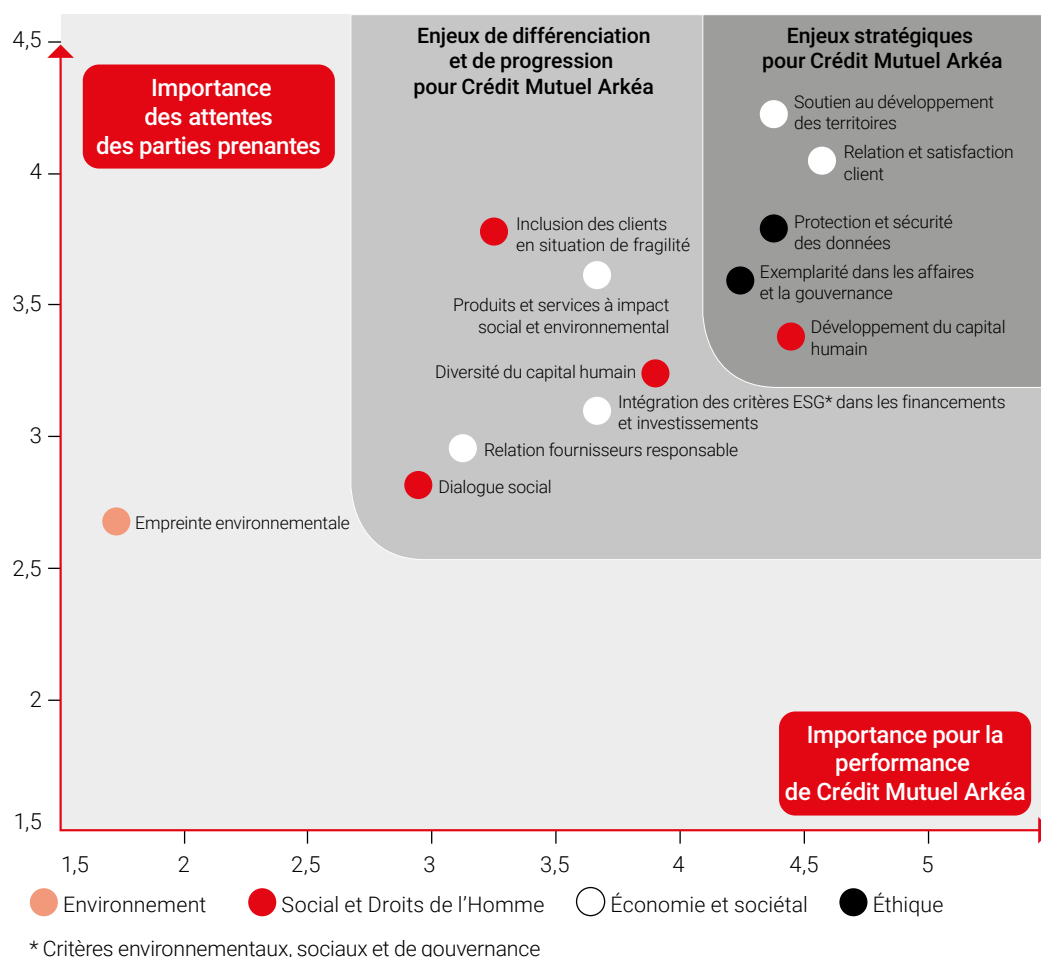 4,5
Importance
des attentes
des parties prenantes
Enjeux de différenciation
et de progression
pour Crédit Mutuel Arkéa
Enjeux stratégiques
pour Crédit Mutuel Arkéa
Soutien au développement
des territoires
Relation et satisfaction
client
4
Inclusion des clients
en situation de fragilité
Protection et sécurité
des données
Exemplarité dans les affaires
et la gouvernance
Produits et services à impact
social et environnemental
3,5
Développement du capital
humain
Diversité du capital humain
Intégration des critères ESG* dans les financements
et investissements
3
Relation fournisseurs responsable
Dialogue social
Empreinte environnementale
2,5
2
Importance pour la
performance
de Crédit Mutuel Arkéa
1,5
1,5 2 2,5 3 3,5 4 4,5 5
Environnement Social et Droits de l'Homme Économie et sociétal Éthique
* Critères environnementaux, sociaux et de gouvernance